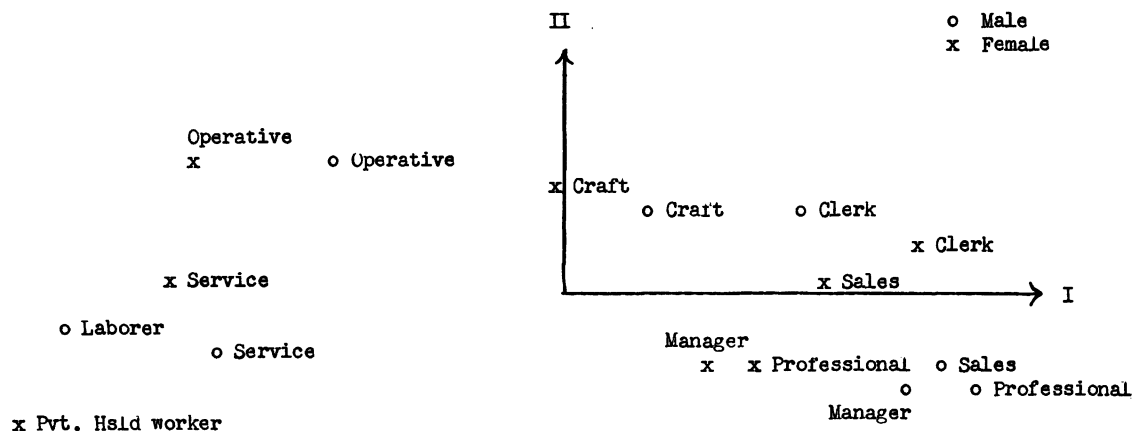 II
o Male
x Female
Operative
x o Operative
x Craft
o Craft o Clerk
x Clerk
x Service
x Sales
I
o Laborer
o Service
Manager
x x Professional o Sales
o o Professional
Manager
x Pvt. Hsld worker